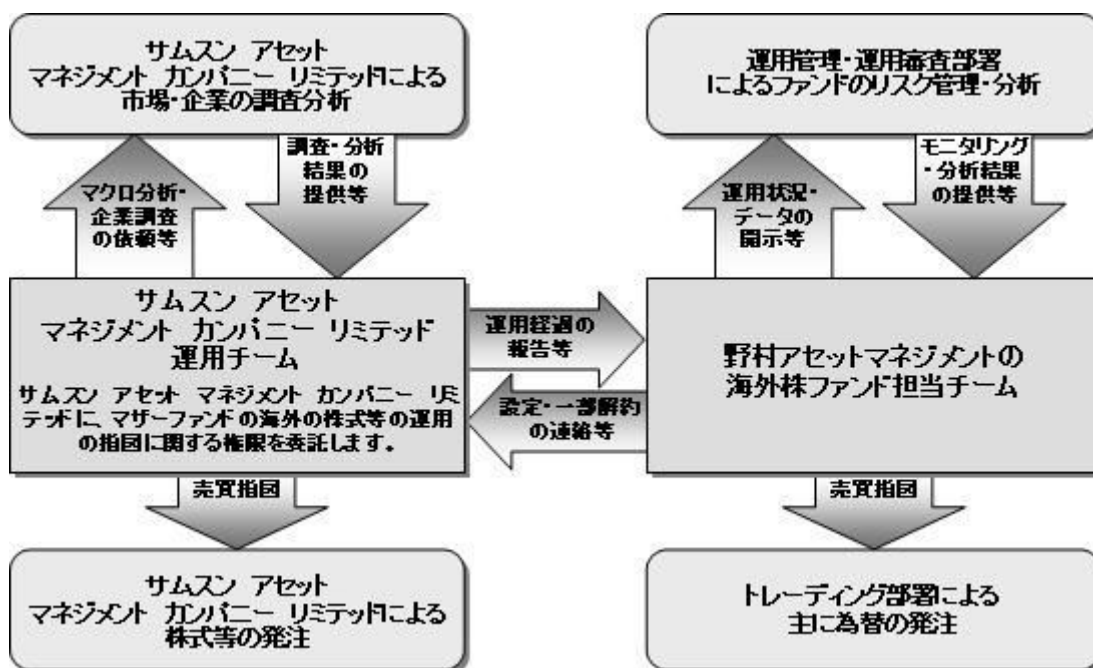 サムスン アセット
マネジメント カンパニー リミテッドによる
市場・企業の調査分析
運用管理・運用審査部署
によるファンドのリスク管理・分析
マクロ分析・
企業調査
の依頼等
調査・分析
結果の
提供等
運用状況・
データの
開示等
モニタリング
・分析結果
の提供等
サムスン アセット
マネジメント カンパニー リミテッド
運用チーム
サムスン アセット マネジメント カンパニー リミ
テッドに、マザーファンドの海外の株式等の運用
の指図に関する権限を委託します。
運用経過の
報告等
設定・一部解約
の連絡等
野村アセットマネジメントの
海外株ファンド担当チーム
売買指図
売買指図
サムスン アセット
マネジメント カンパニー リミテッドによる
株式等の発注
トレーディング部署による
主に為替の発注